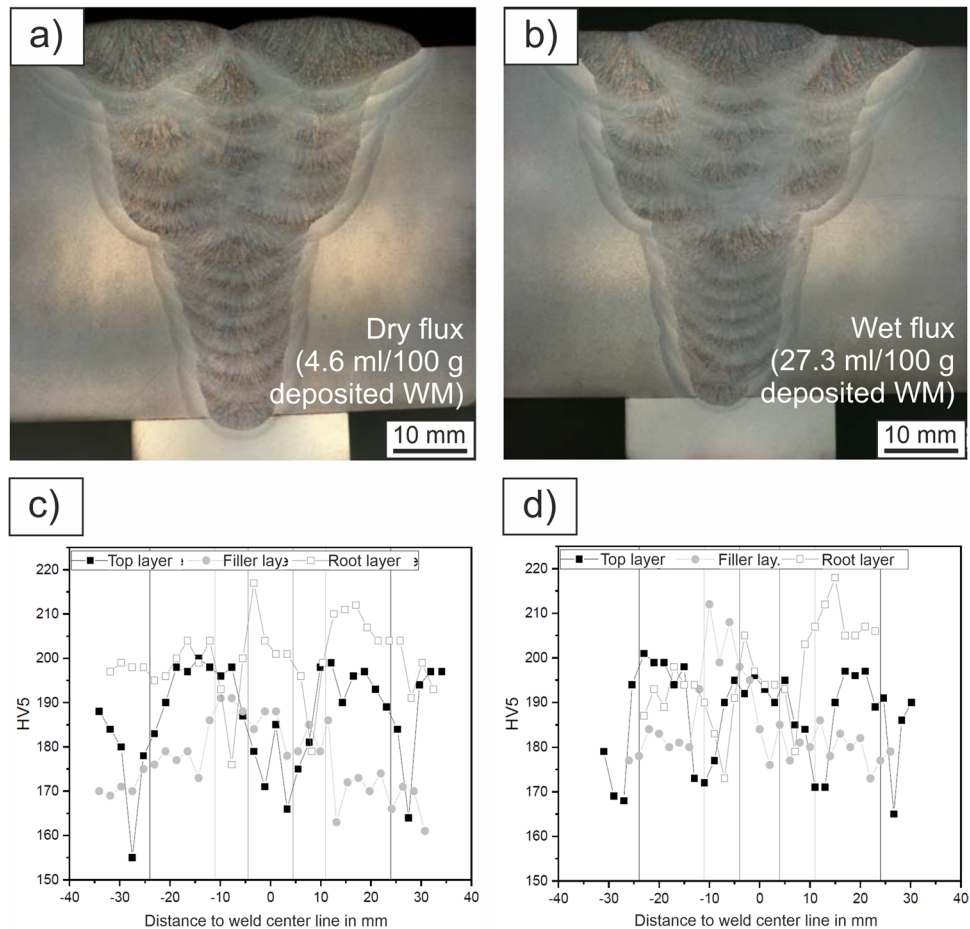 a)
Dry flux
(4.6 ml/100 g
deposited WM)
10 mm
b)
Wet flux
(27.3 ml/100 g
deposited WM)
10 mm
c)
Top layer e Filler laye Root layer e
220
210
200
190
180
170
160
150
HV5
-40 -30 -20 -10 0 10 20 30 40
Distance to weld center line in mm
d)
Top layer Filler lay. Root layer
220
210
200
190
180
170
160
150
HV5
-40 -30 -20 -10 0 10 20 30 40
Distance to weld center line in mm